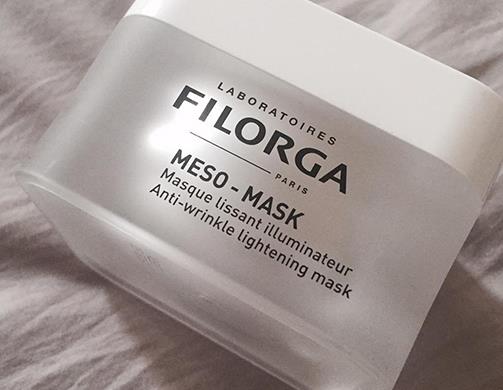 LABORATOIRES
FILORGA
PARIS
MESO-MASK
Masque lissant illuminateur
Anti-wrinkle lightening mask